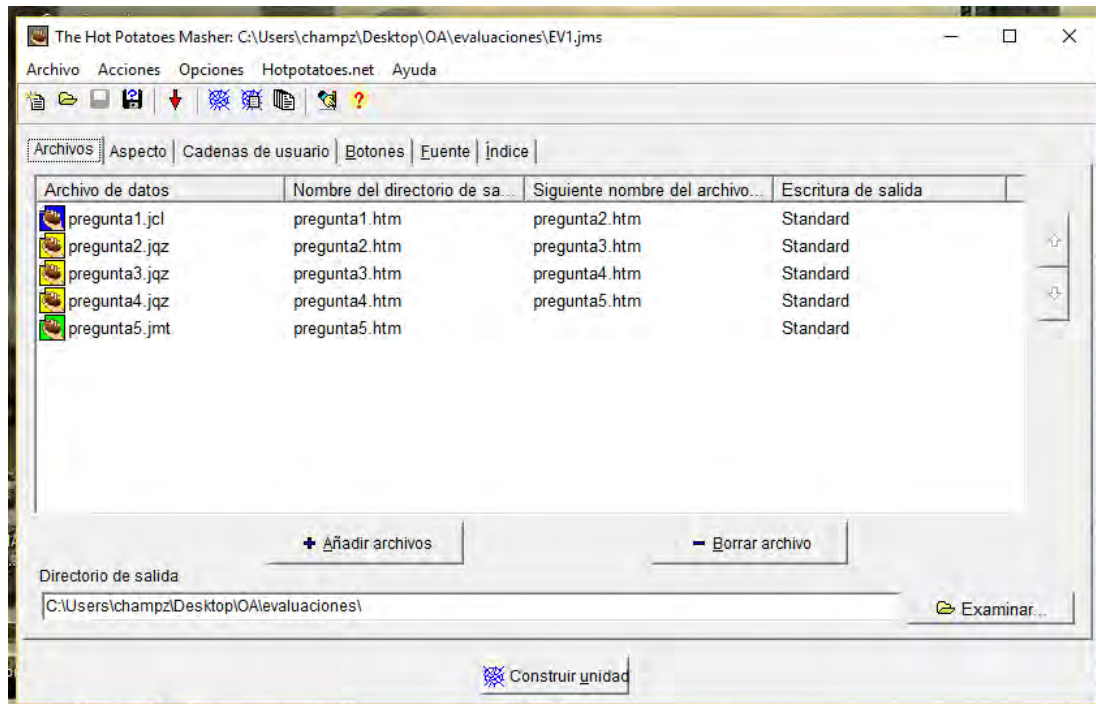 The Hot Potatoes Masher: C:\Users\champz\Desktop\OA\evaluaciones\EV1.jms
Archivo Acciones Opciones Hotpotatoes.net Ayuda
Archivos Aspecto Cadenas de usuario Botones Fuente Índice
Archivo de datos Nombre del directorio de sa... Siguiente nombre del archivo... Escritura de salida
pregunta1.jcl pregunta1.htm pregunta2.htm Standard
pregunta2.jqz pregunta2.htm pregunta3.htm Standard
pregunta3.jqz pregunta3.htm pregunta4.htm Standard
pregunta4.jqz pregunta4.htm pregunta5.htm Standard
pregunta5.jmt pregunta5.htm Standard
+ Añadir archivos - Borrar archivo
Directorio de salida
C:\Users\champz\Desktop\OA\evaluaciones\ Examinar...
Construir unidad